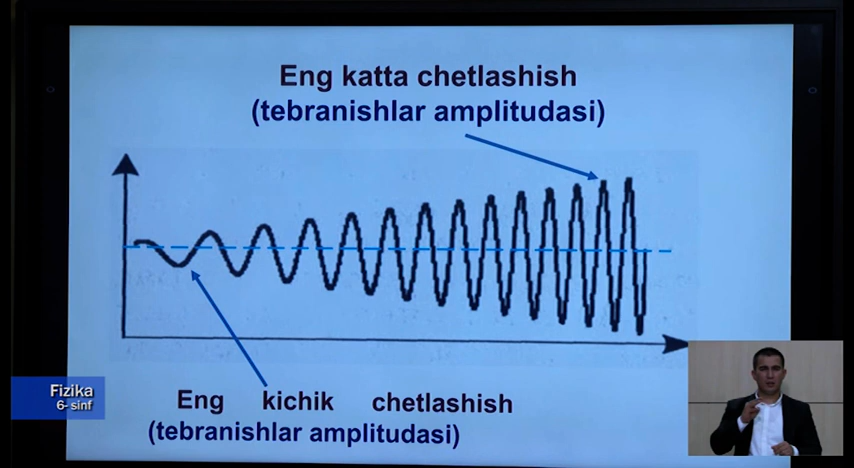 Eng katta chetlashish
(tebranishlar amplitudasi)
Eng kichik chetlashish
(tebranishlar amplitudasi)
Fizika
6- sinf